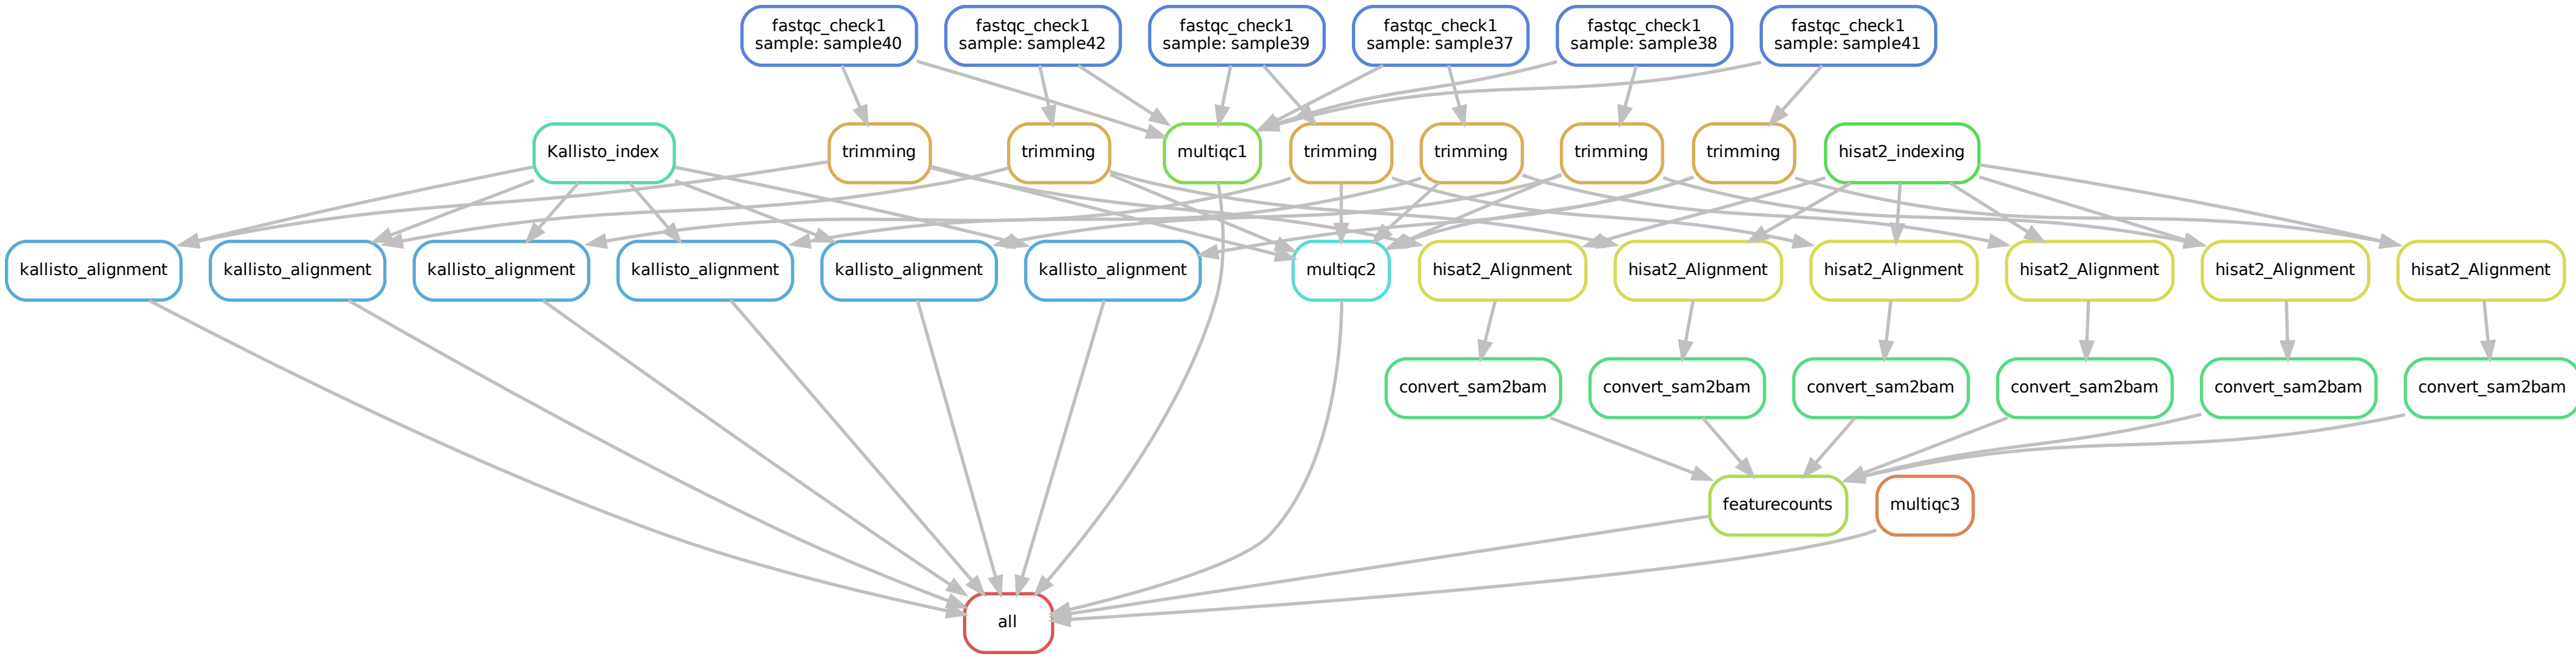 fastqc_check1
sample: sample40
fastqc_check1
sample: sample42
fastqc_check1
sample: sample39
fastqc_check1
sample: sample37
fastqc_check1
sample: sample38
fastqc_check1
sample: sample41
Kallisto_index
trimming
trimming
multiqc1
trimming
trimming
trimming
trimming
hisat2_indexing
kallisto_alignment
kallisto_alignment
kallisto_alignment
kallisto_alignment
kallisto_alignment
kallisto_alignment
multiqc2
hisat2_Alignment
hisat2_Alignment
hisat2_Alignment
hisat2_Alignment
hisat2_Alignment
hisat2_Alignment
convert_sam2bam
convert_sam2bam
convert_sam2bam
convert_sam2bam
convert_sam2bam
convert_sam2bam
featurecounts
multiqc3
all